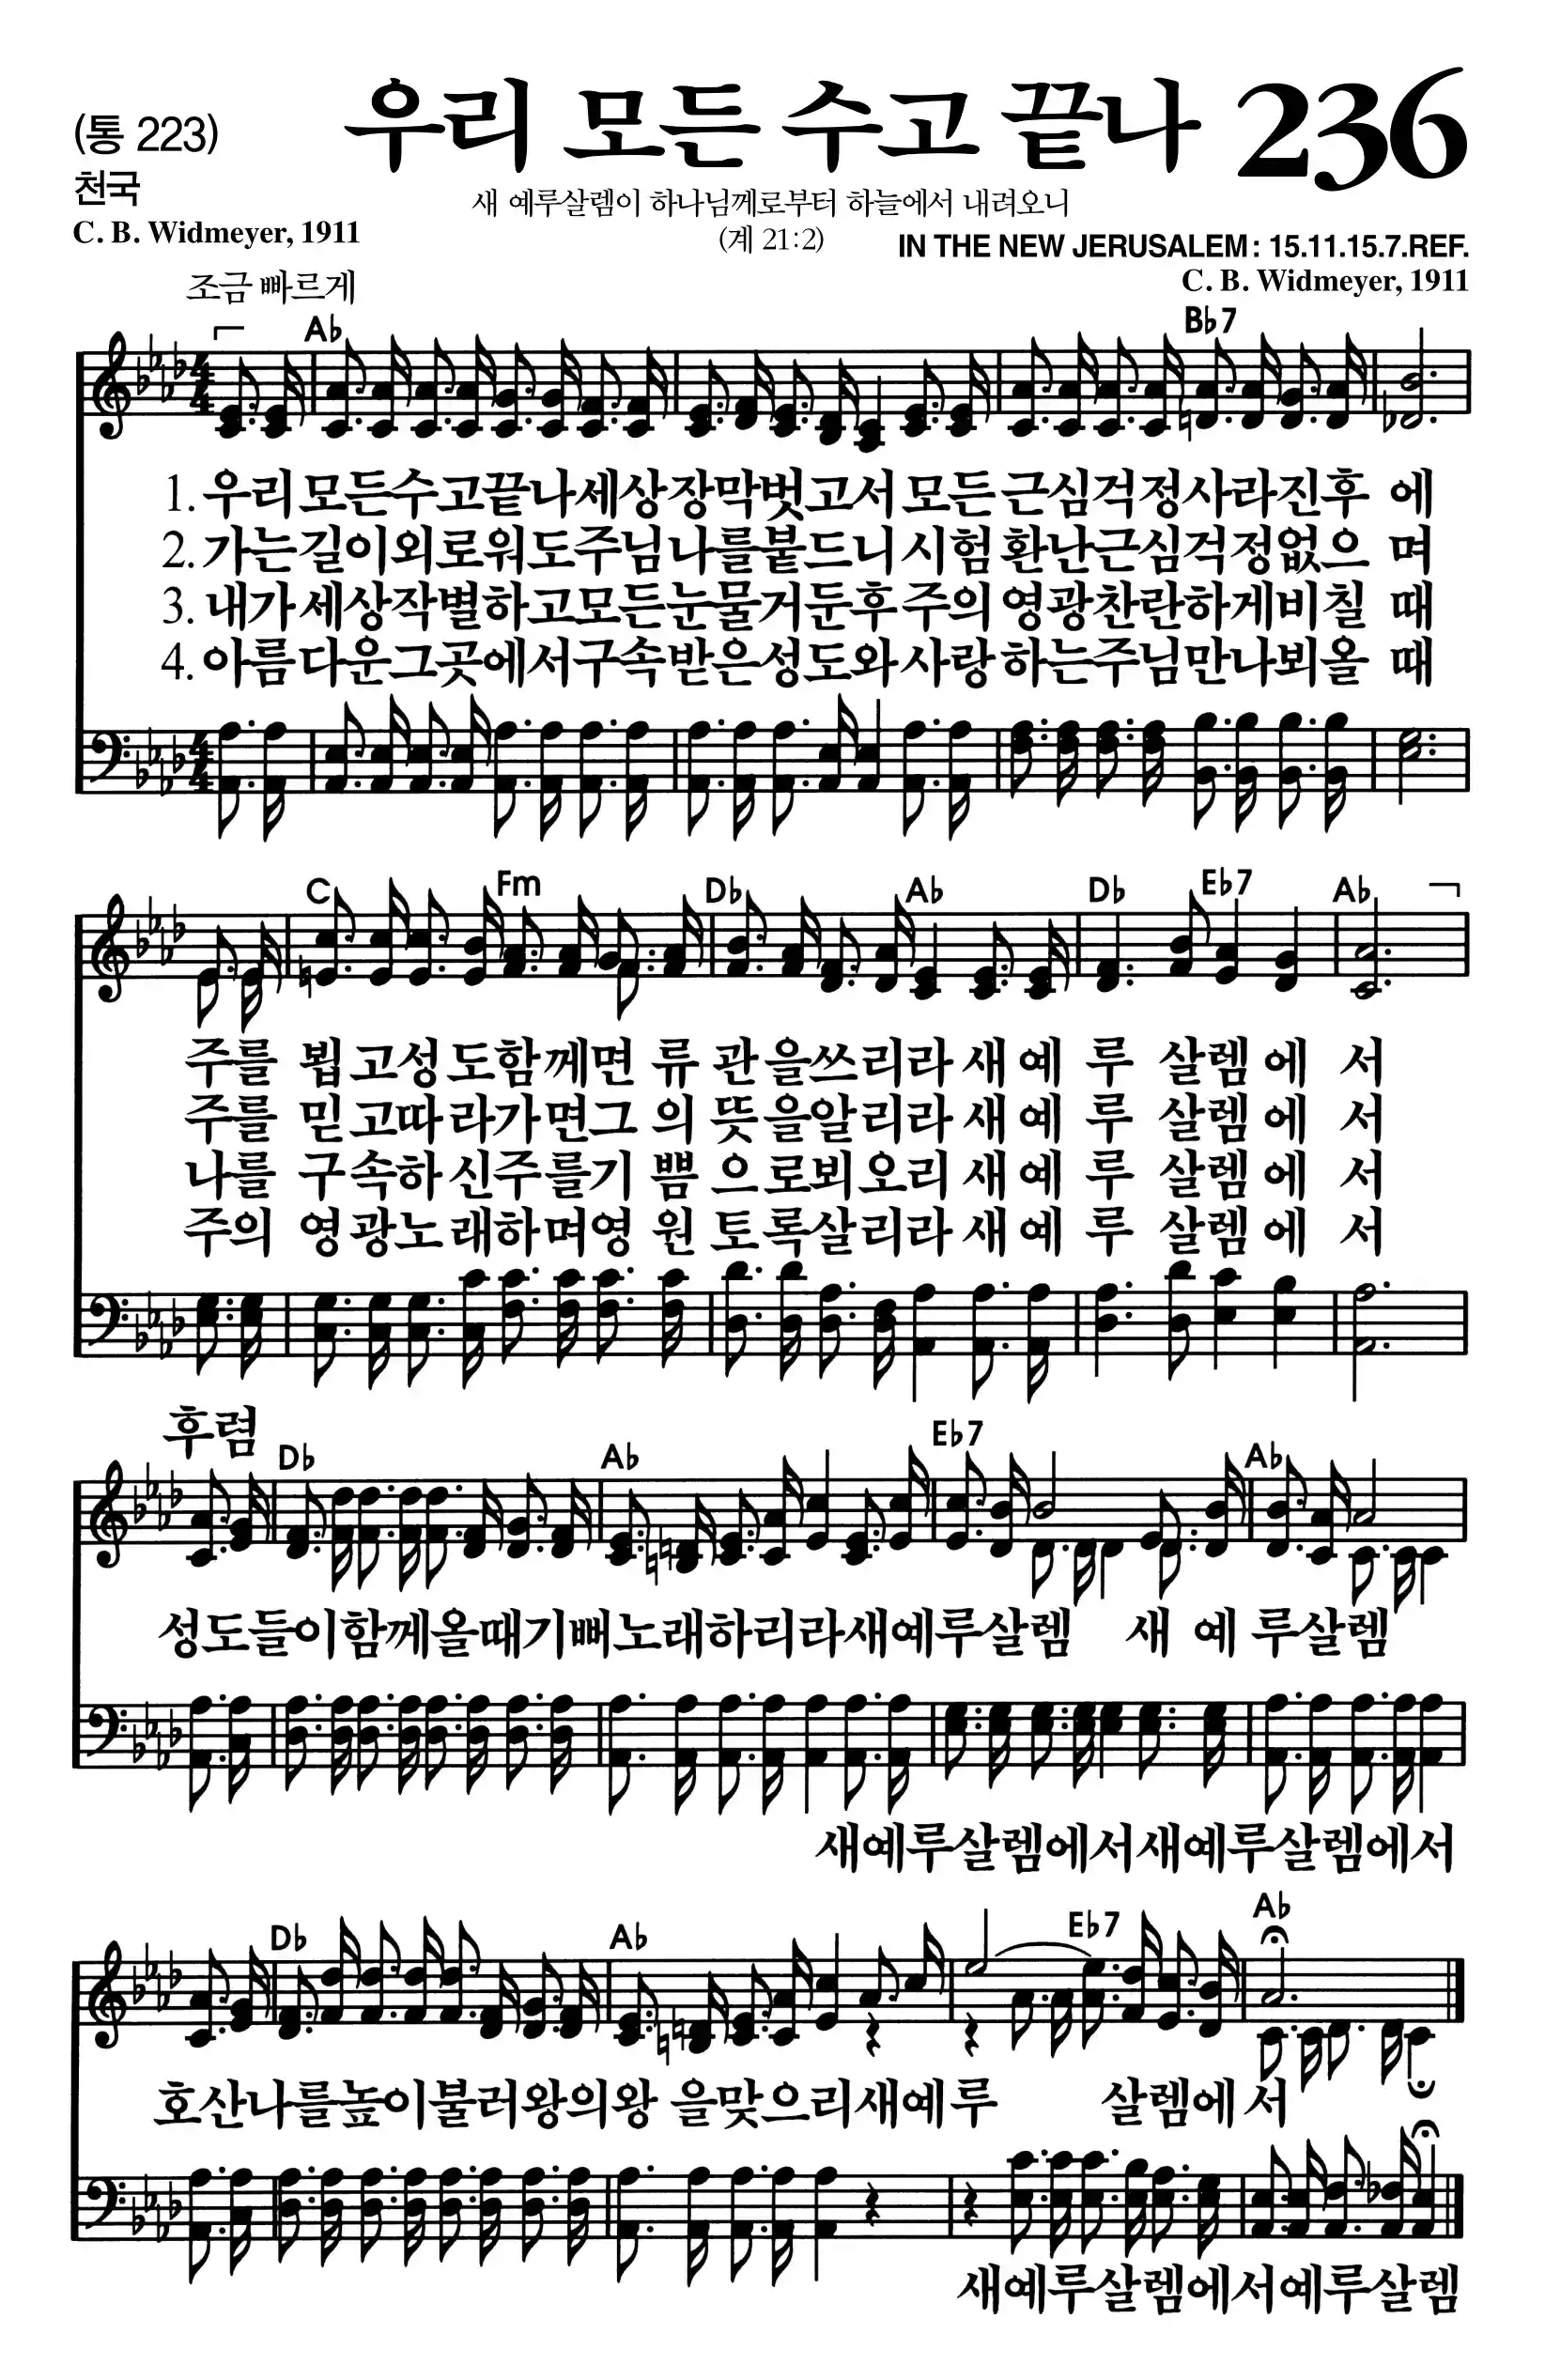 (통 223) 우리 모든 수고 끝나 236
천국
새 예루살렘이 하나님께로부터 하늘에서 내려오니
C. B. Widmeyer, 1911
(계 21:2)
IN THE NEW JERUSALEM: 15.11.15.7.REF.
조금 빠르게
C. B. Widmeyer, 1911
A♭ B♭7
1. 우리모든수고끝나세상장막벗고서모든근심걱정사라진후 에
2. 가는길이외로워도주님나를붙드니시험환난근심걱정없으 며
3. 내가세상작별하고모든눈물거둔후주의영광찬란하게비칠 때
4. 아름다운그곳에서구속받은성도와사랑하는주님만나뵈올 때
C Fm D♭ A♭ D♭ E♭7 A♭
주를 뵙고성도함께면 류 관을쓰리라 새 예 루 살렘 에 서
주를 믿고따라가면그 의 뜻을알리라 새 예 루 살렘 에 서
나를 구속하신주를기 쁨 으로뵈오리 새 예 루 살렘 에 서
주의 영광노래하며영 원 토록살리라 새 예 루 살렘 에 서
후렴
D♭ A♭ E♭7 A♭
성도들이함께올때기뻐노래하리라새예루살렘 새 예 루살렘
새예루살렘에서새예루살렘에서
D♭ A♭ E♭7 A♭
호산나를높이불러왕의왕 을맞으리새예루 살렘에서
새예루살렘에서예루살렘